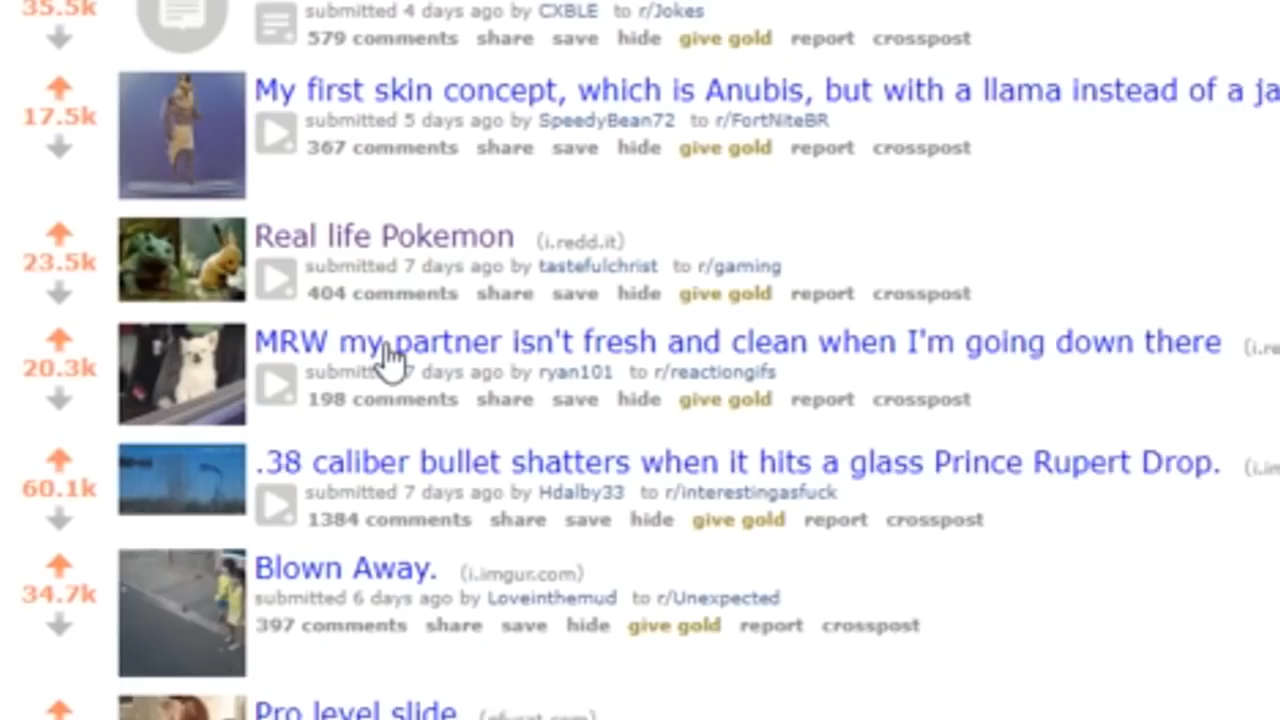 35.5k
submitted 4 days ago by CXBLE to r/Jokes
579 comments share save hide give gold report crosspost
My first skin concept, which is Anubis, but with a llama instead of a ja
17.5k
submitted 5 days ago by SpeedyBean72 to r/FortNiteBR
367 comments share save hide give gold report crosspost
Real life Pokemon (i.redd.it)
23.5k
submitted 7 days ago by tastefulchrist to r/gaming
404 comments share save hide give gold report crosspost
MRW my partner isn't fresh and clean when I'm going down there (i.re
20.3k
submitt 7 days ago by ryan101 to r/reactiongifs
198 comments share save hide give gold report crosspost
.38 caliber bullet shatters when it hits a glass Prince Rupert Drop. (i.im
60.1k
submitted 7 days ago by Hdalby33 to r/interestingasfuck
1384 comments share save hide give gold report crosspost
Blown Away. (i.imgur.com)
34.7k
submitted 6 days ago by Loveinthemud to r/Unexpected
397 comments share save hide give gold report crosspost
Pro level slide (gfycat.com)